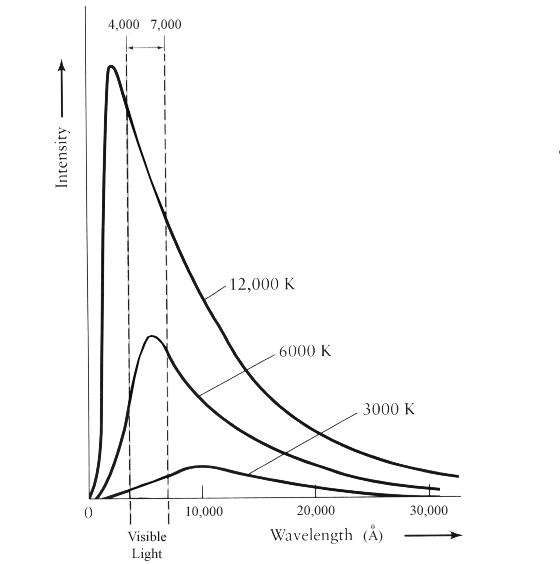 4,000 7,000
Intensity
12,000 K
6000 K
3000 K
0 10,000 20,000 30,000
Visible
Light
Wavelength (Å)